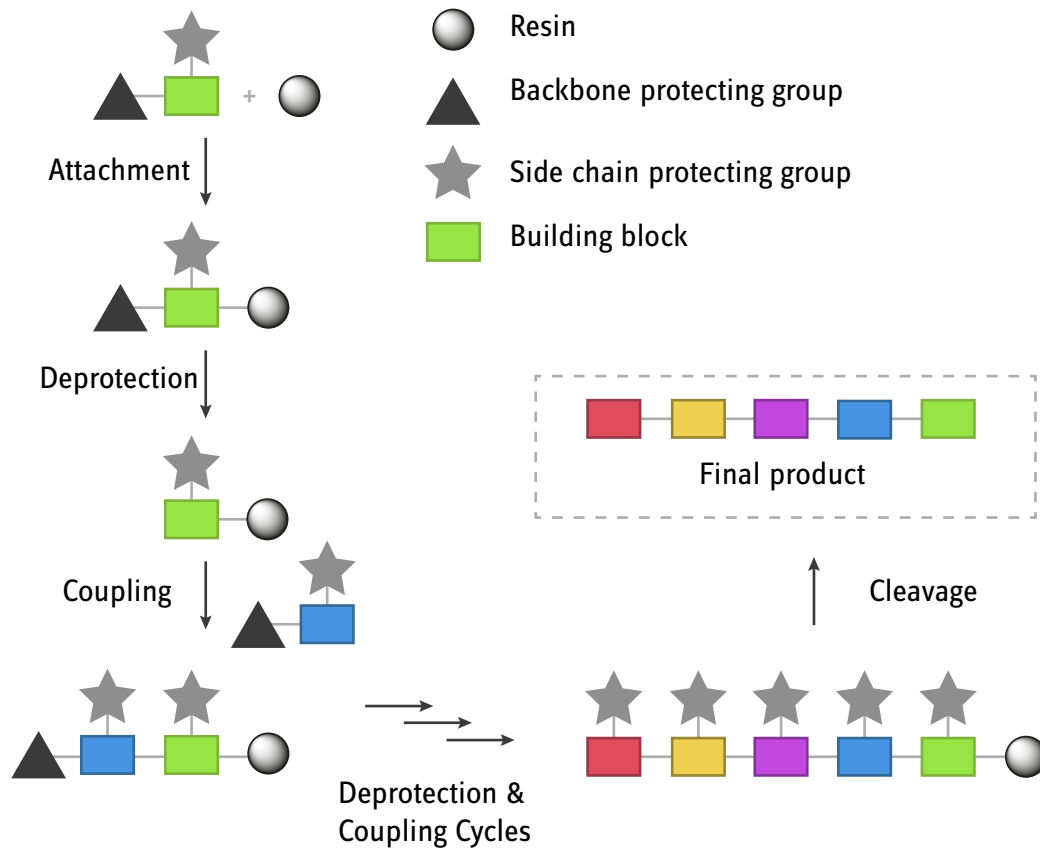 Resin
Backbone protecting group
Side chain protecting group
Building block
+
Attachment
Deprotection
Coupling
Deprotection &
Coupling Cycles
Cleavage
Final product